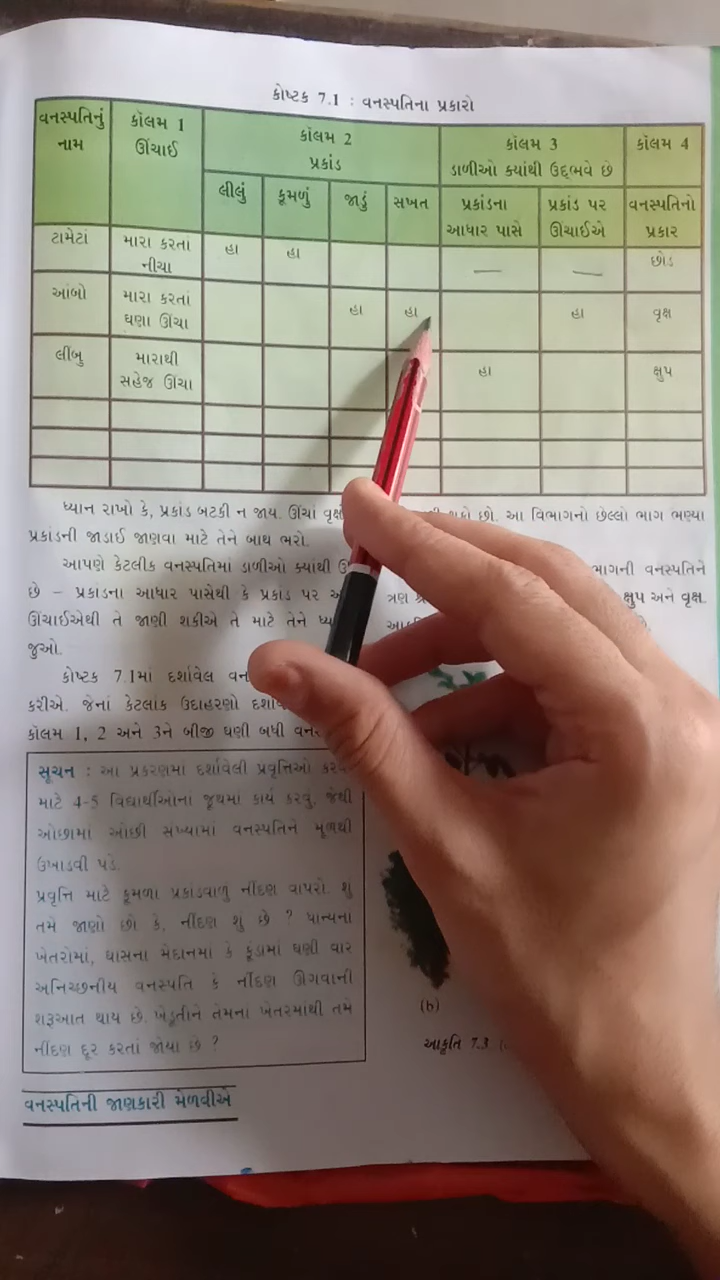 કોષ્ટક 7.1 : વનસ્પતિના પ્રકારો
વનસ્પતિનું નામ કૉલમ 1 ઊંચાઈ કૉલમ 2 પ્રકાંડ કૉલમ 3 ડાળીઓ ક્યાંથી ઉદ્ભવે છે કૉલમ 4
લીલું કૂમળું જાડું સખત પ્રકાંડના આધાર પાસે પ્રકાંડ પર ઊંચાઈએ વનસ્પતિનો પ્રકાર
ટામેટાં મારા કરતાં નીચા હા હા — — છોડ
આંબો મારા કરતાં ઘણા ઊંચા હા હા હા વૃક્ષ
લીંબુ મારાથી સહેજ ઊંચા હા ક્ષુપ
ધ્યાન રાખો કે, પ્રકાંડ બટકી ન જાય. ઊંચાં
પ્રકાંડની જાડાઈ જાણવા માટે તેને બાથ ભરો.
આપણે કેટલીક વનસ્પતિમાં ડાળીઓ ક્યાંથી
છે – પ્રકાંડના આધાર પાસેથી કે પ્રકાંડ પર
ઊંચાઈએથી તે જાણી શકીએ તે માટે તેને
જુઓ.
કોષ્ટક 7.1માં દર્શાવેલ
કરીએ. જેનાં કેટલાંક ઉદાહરણો
કૉલમ 1, 2 અને 3ને બીજી ઘણી બધી
સૂચન : આ પ્રકરણમાં દર્શાવેલી પ્રવૃત્તિઓ
માટે 4-5 વિદ્યાર્થીઓના જૂથમાં કાર્ય કરવું, જેથી
ઓછામાં ઓછી સંખ્યામાં વનસ્પતિને મૂળથી
ઉખાડવી પડે.
પ્રવૃત્તિ માટે કૂમળા પ્રકાંડવાળું નીંદણ વાપરો. શું
તમે જાણો છો કે, નીંદણ શું છે ? ધાન્યના
ખેતરોમાં, ઘાસના મેદાનમાં કે કૂંડામાં ઘણી વાર
અનિચ્છનીય વનસ્પતિ કે નીંદણ ઊગવાની
શરૂઆત થાય છે. ખેડૂતોને તેમના ખેતરમાંથી તમે
નીંદણ દૂર કરતાં જોયા છે ?
વનસ્પતિની જાણકારી મેળવીએ
છો. આ વિભાગનો છેલ્લો ભાગ ભણ્યા
ભાગની વનસ્પતિને
ત્રણ ક્ષુપ અને વૃક્ષ.
(b)
આકૃતિ 7.3